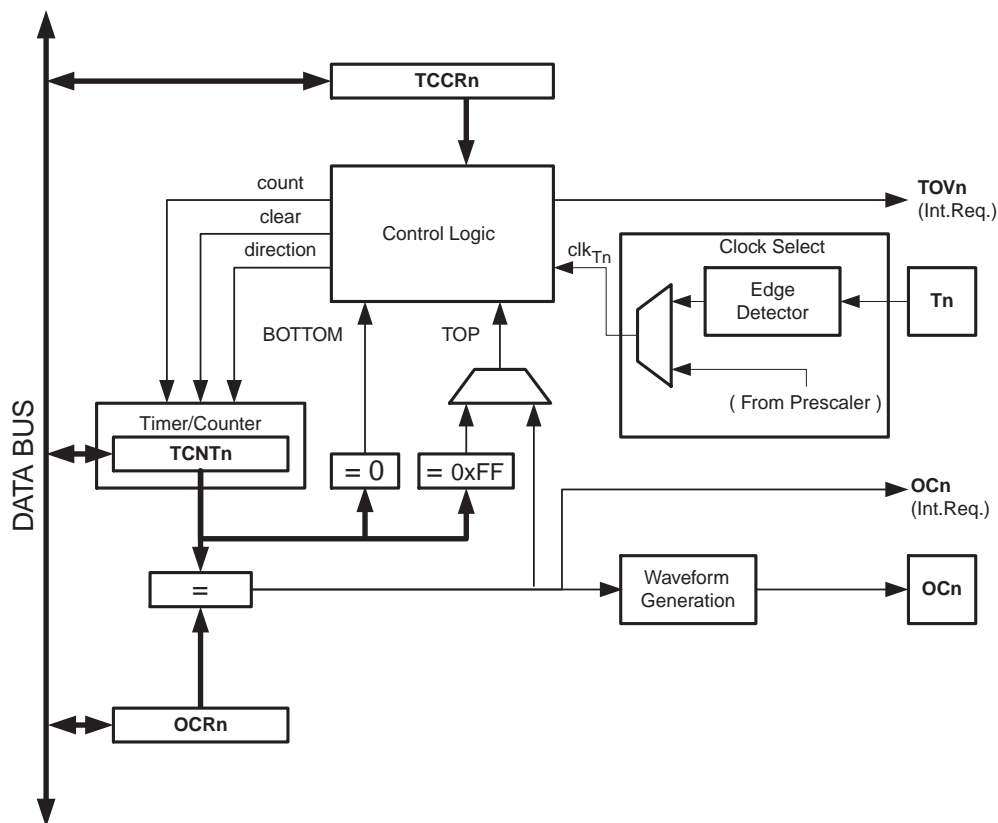 DATA BUS
TCCRn
count
clear
direction
Control Logic
TOVn
(Int.Req.)
clkTn
Clock Select
Edge
Detector
Tn
( From Prescaler )
BOTTOM
TOP
Timer/Counter
TCNTn
= 0
= 0xFF
OCn
(Int.Req.)
=
Waveform
Generation
OCn
OCRn